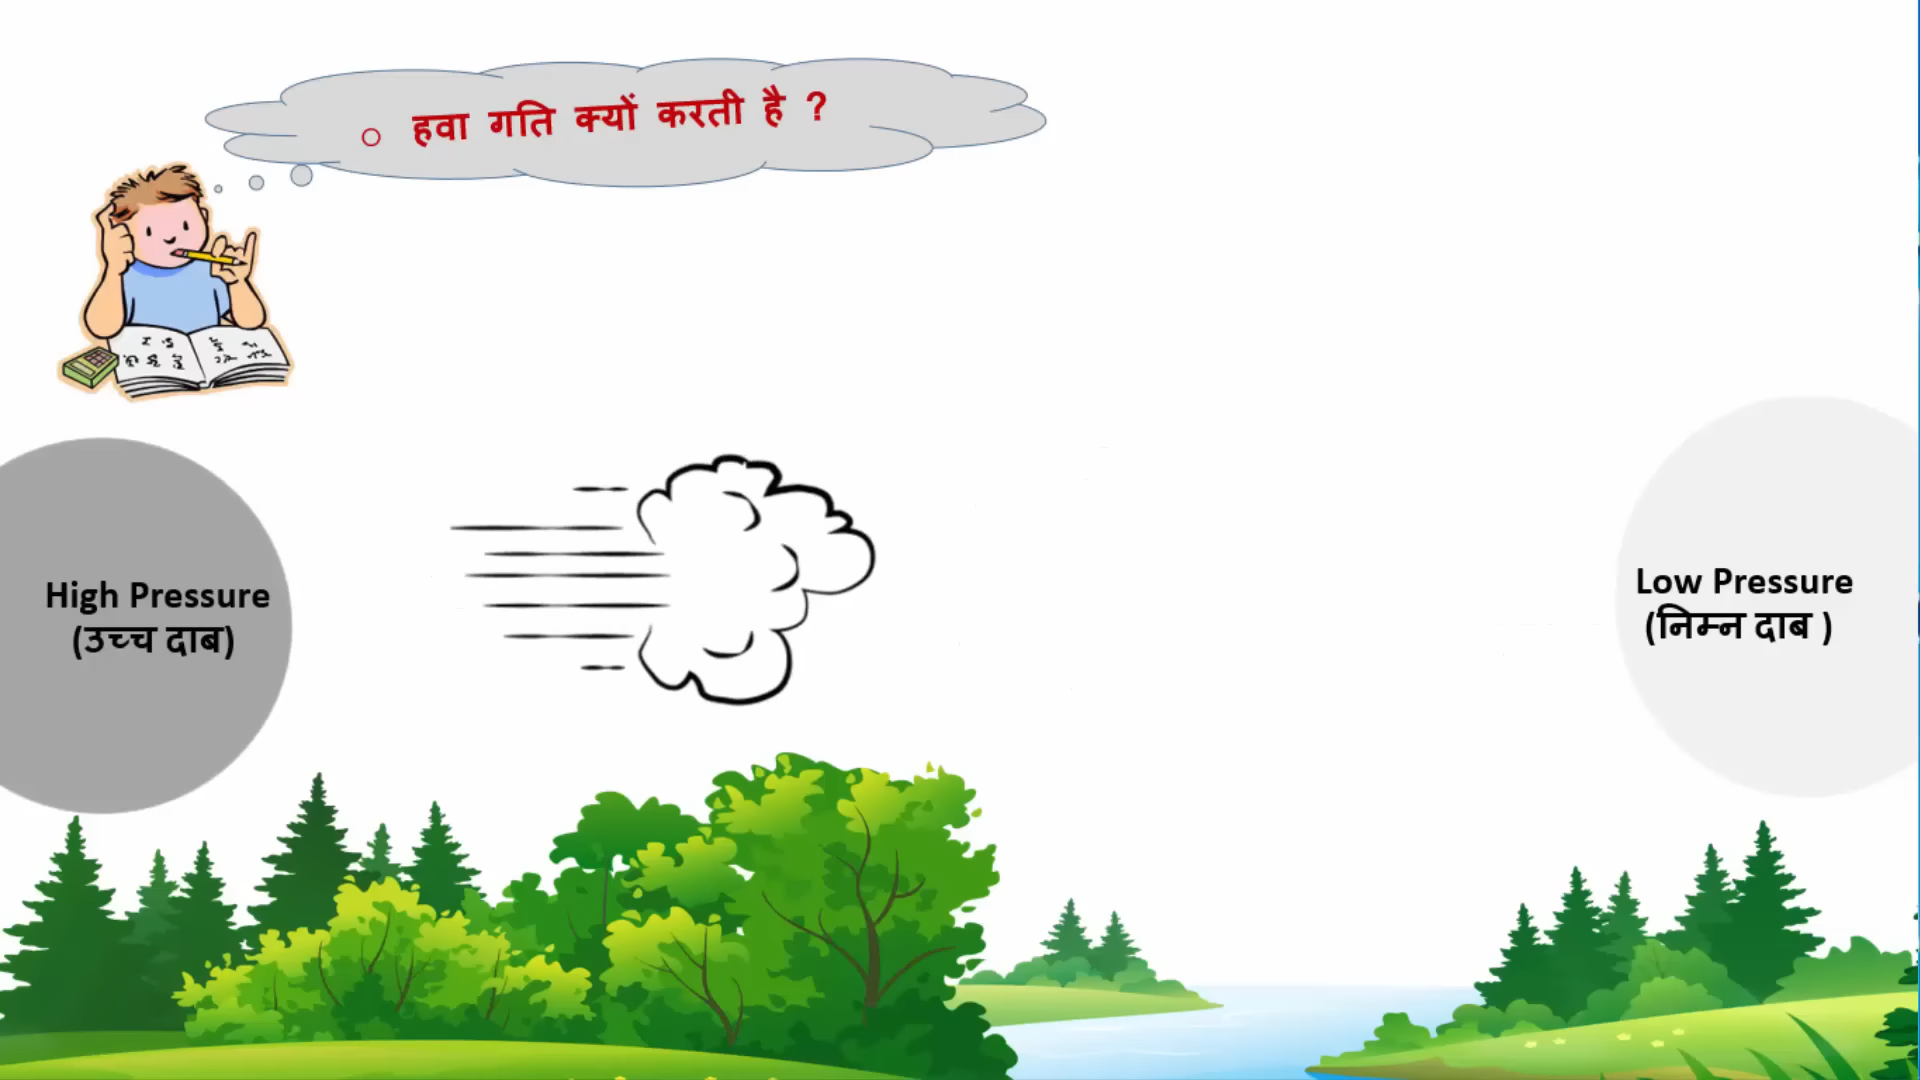 हवा गति क्यों करती है ?
High Pressure
(उच्च दाब)
Low Pressure
(निम्न दाब )